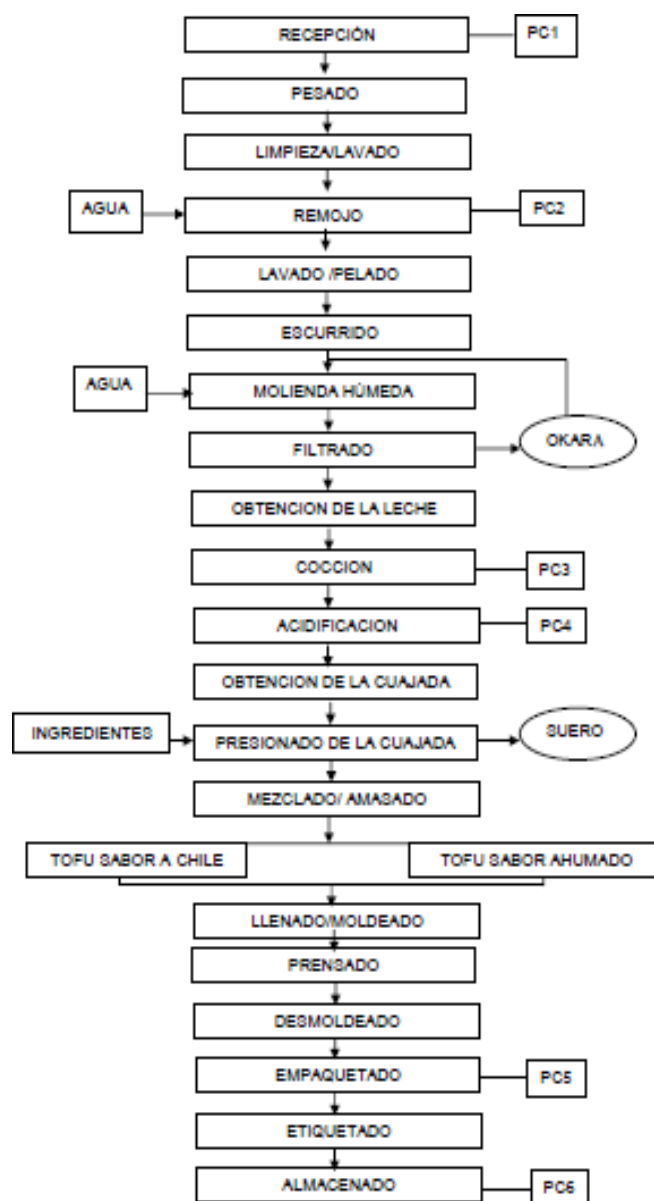 RECEPCIÓN
PC1
PESADO
LIMPIEZA/LAVADO
AGUA
REMOJO
PC2
LAVADO /PELADO
ESCURRIDO
AGUA
MOLIENDA HÚMEDA
FILTRADO
OKARA
OBTENCION DE LA LECHE
COCCION
PC3
ACIDIFICACION
PC4
OBTENCION DE LA CUAJADA
INGREDIENTES
PRESIONADO DE LA CUAJADA
SUERO
MEZCLADO/ AMASADO
TOFU SABOR A CHILE
TOFU SABOR AHUMADO
LLENADO/MOLDEADO
PRENSADO
DESMOLDEADO
EMPAQUETADO
PC5
ETIQUETADO
ALMACENADO
PC6